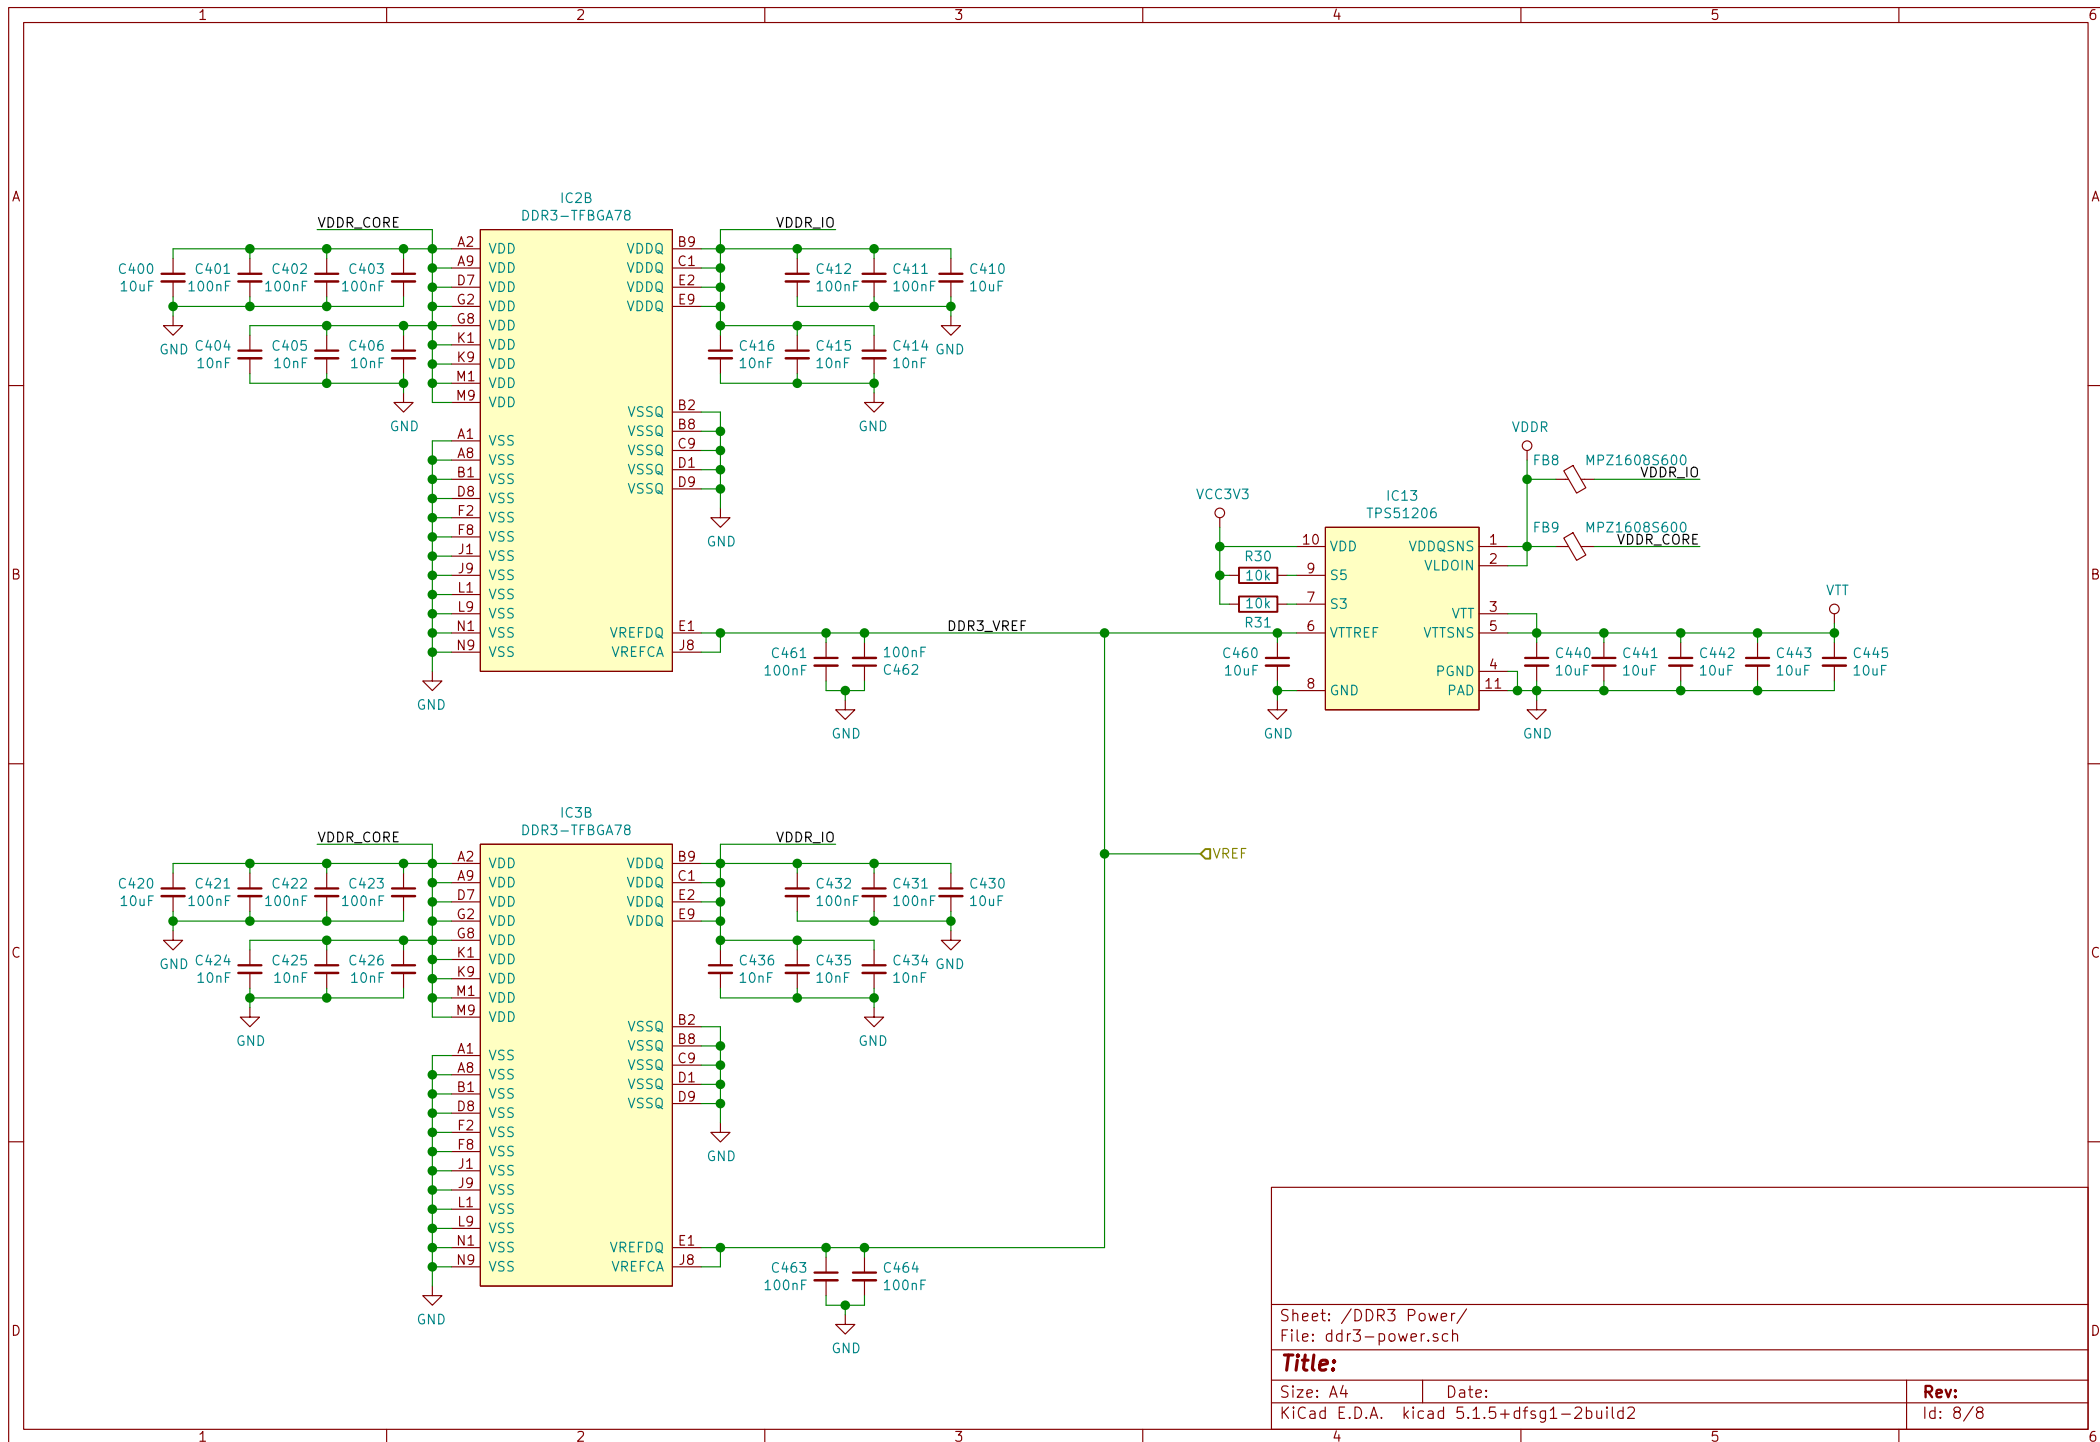 1 2 3 4 5 6
A A
B B
C C
D D
IC2B
DDR3-TFBGA78
VDDR_CORE
VDDR_IO
C400
10uF
C401
100nF
C402
100nF
C403
100nF
C404
10nF
C405
10nF
C406
10nF
GND
GND
A2 VDD
A9 VDD
D7 VDD
G2 VDD
G8 VDD
K1 VDD
K9 VDD
M1 VDD
M9 VDD
A1 VSS
A8 VSS
B1 VSS
D8 VSS
F2 VSS
F8 VSS
J1 VSS
J9 VSS
L1 VSS
L9 VSS
N1 VSS
N9 VSS
GND
VDDQ B9
VDDQ C1
VDDQ E2
VDDQ E9
VSSQ B2
VSSQ B8
VSSQ C9
VSSQ D1
VSSQ D9
VREFDQ E1
VREFCA J8
C412
100nF
C411
100nF
C410
10uF
C416
10nF
C415
10nF
C414
10nF
GND
GND
GND
DDR3_VREF
C461
100nF
100nF
C462
GND
VCC3V3
R30
10k
10k
R31
C460
10uF
GND
IC13
TPS51206
10 VDD
9 S5
7 S3
6 VTTREF
8 GND
VDDQSNS 1
VLDOIN 2
VTT 3
VTTSNS 5
PGND 4
PAD 11
VDDR
FB8 MPZ1608S600
VDDR_IO
FB9 MPZ1608S600
VDDR_CORE
VTT
C440
10uF
C441
10uF
C442
10uF
C443
10uF
C445
10uF
GND
VREF
IC3B
DDR3-TFBGA78
VDDR_CORE
VDDR_IO
C420
10uF
C421
100nF
C422
100nF
C423
100nF
C424
10nF
C425
10nF
C426
10nF
GND
GND
A2 VDD
A9 VDD
D7 VDD
G2 VDD
G8 VDD
K1 VDD
K9 VDD
M1 VDD
M9 VDD
A1 VSS
A8 VSS
B1 VSS
D8 VSS
F2 VSS
F8 VSS
J1 VSS
J9 VSS
L1 VSS
L9 VSS
N1 VSS
N9 VSS
GND
VDDQ B9
VDDQ C1
VDDQ E2
VDDQ E9
VSSQ B2
VSSQ B8
VSSQ C9
VSSQ D1
VSSQ D9
VREFDQ E1
VREFCA J8
C432
100nF
C431
100nF
C430
10uF
C436
10nF
C435
10nF
C434
10nF
GND
GND
GND
C463
100nF
C464
100nF
GND
Sheet: /DDR3 Power/
File: ddr3-power.sch
Title:
Size: A4 Date: Rev:
KiCad E.D.A. kicad 5.1.5+dfsg1-2build2 Id: 8/8
1 2 3 4 5 6